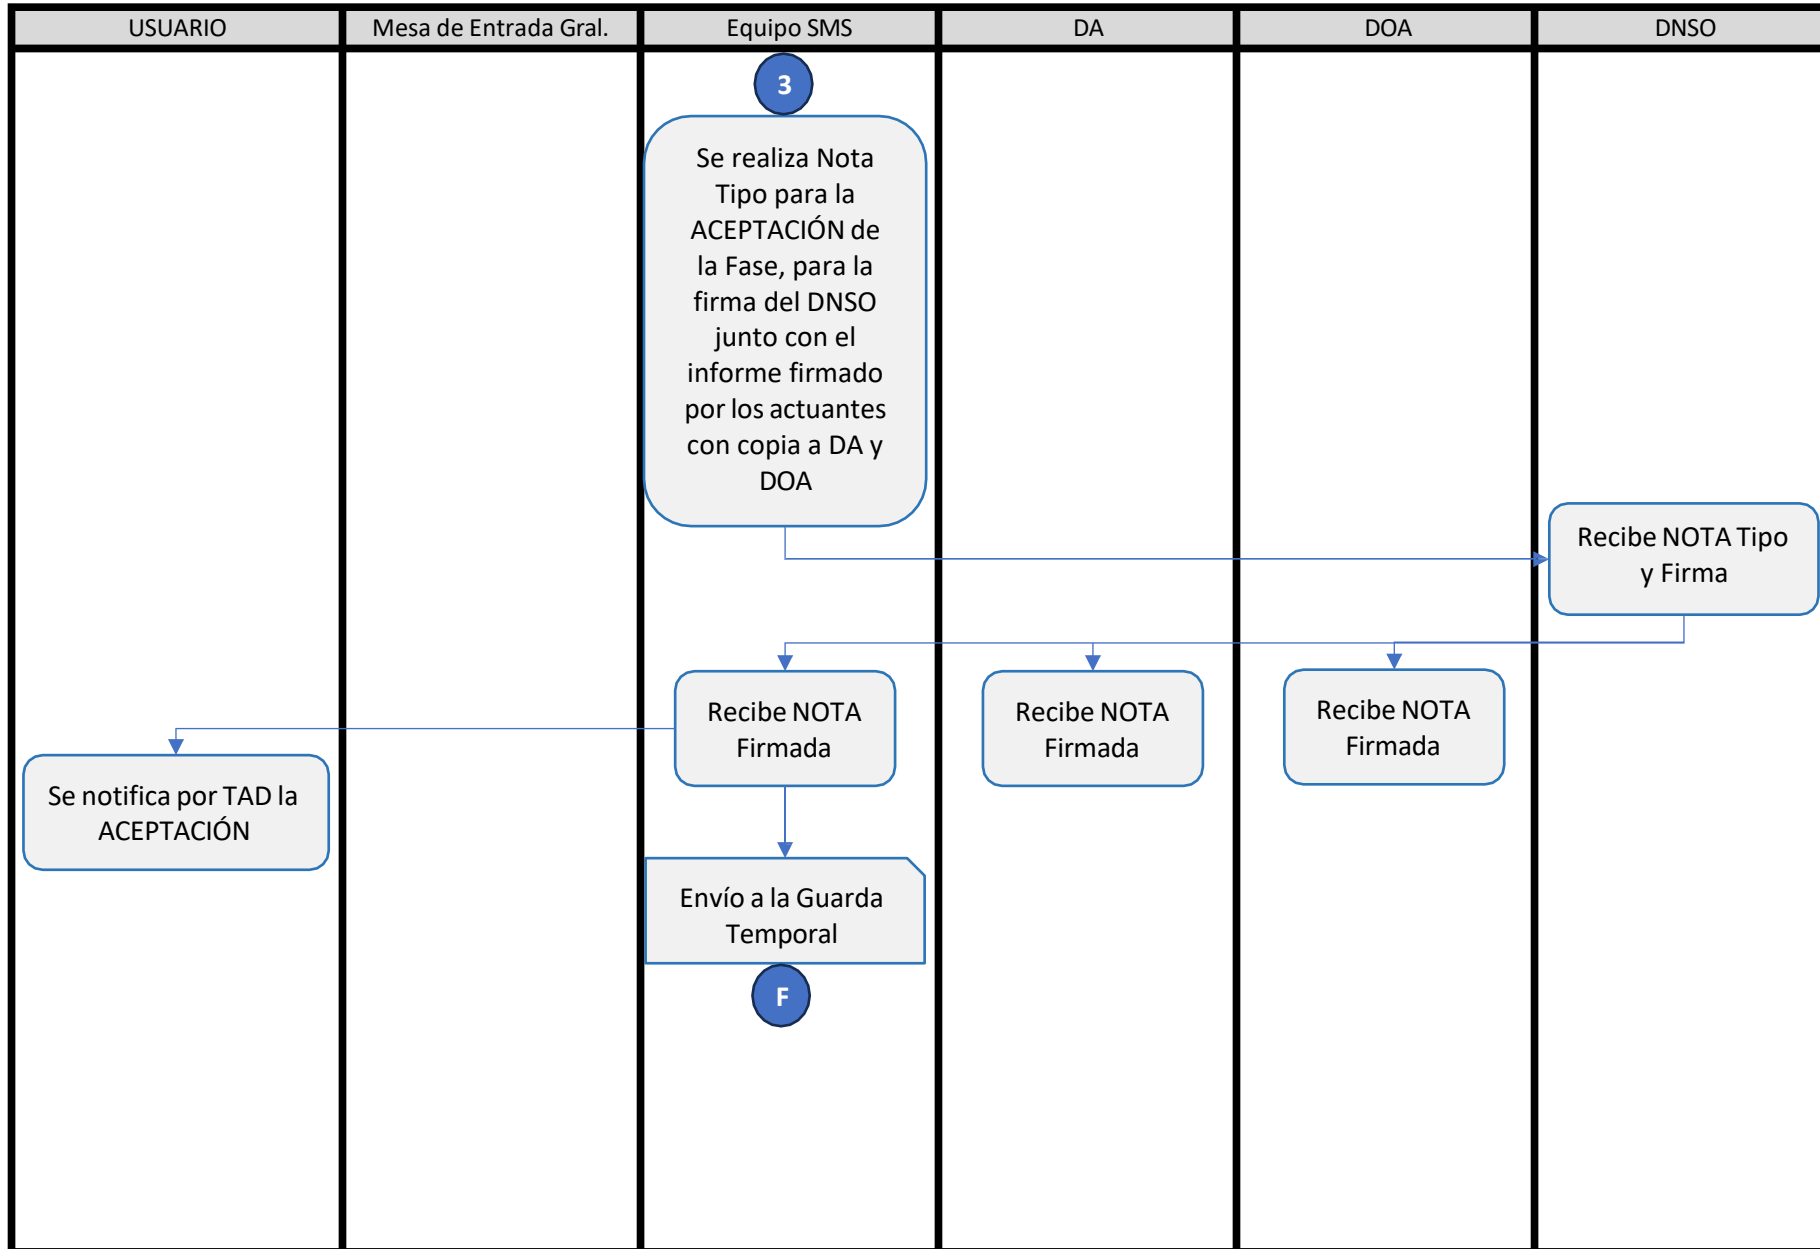 USUARIO
Mesa de Entrada Gral.
Equipo SMS
DA
DOA
DNSO
3
Se realiza Nota
Tipo para la
ACEPTACIÓN de
la Fase, para la
firma del DNSO
junto con el
informe firmado
por los actuantes
con copia a DA y
DOA
Recibe NOTA Tipo
y Firma
Recibe NOTA
Firmada
Recibe NOTA
Firmada
Recibe NOTA
Firmada
Se notifica por TAD la
ACEPTACIÓN
Envío a la Guarda
Temporal
F